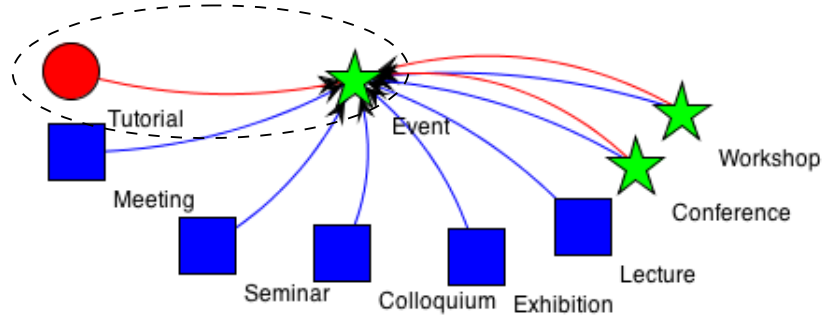 Tutorial
Event
Workshop
Meeting
Conference
Lecture
Seminar
Colloquium
Exhibition